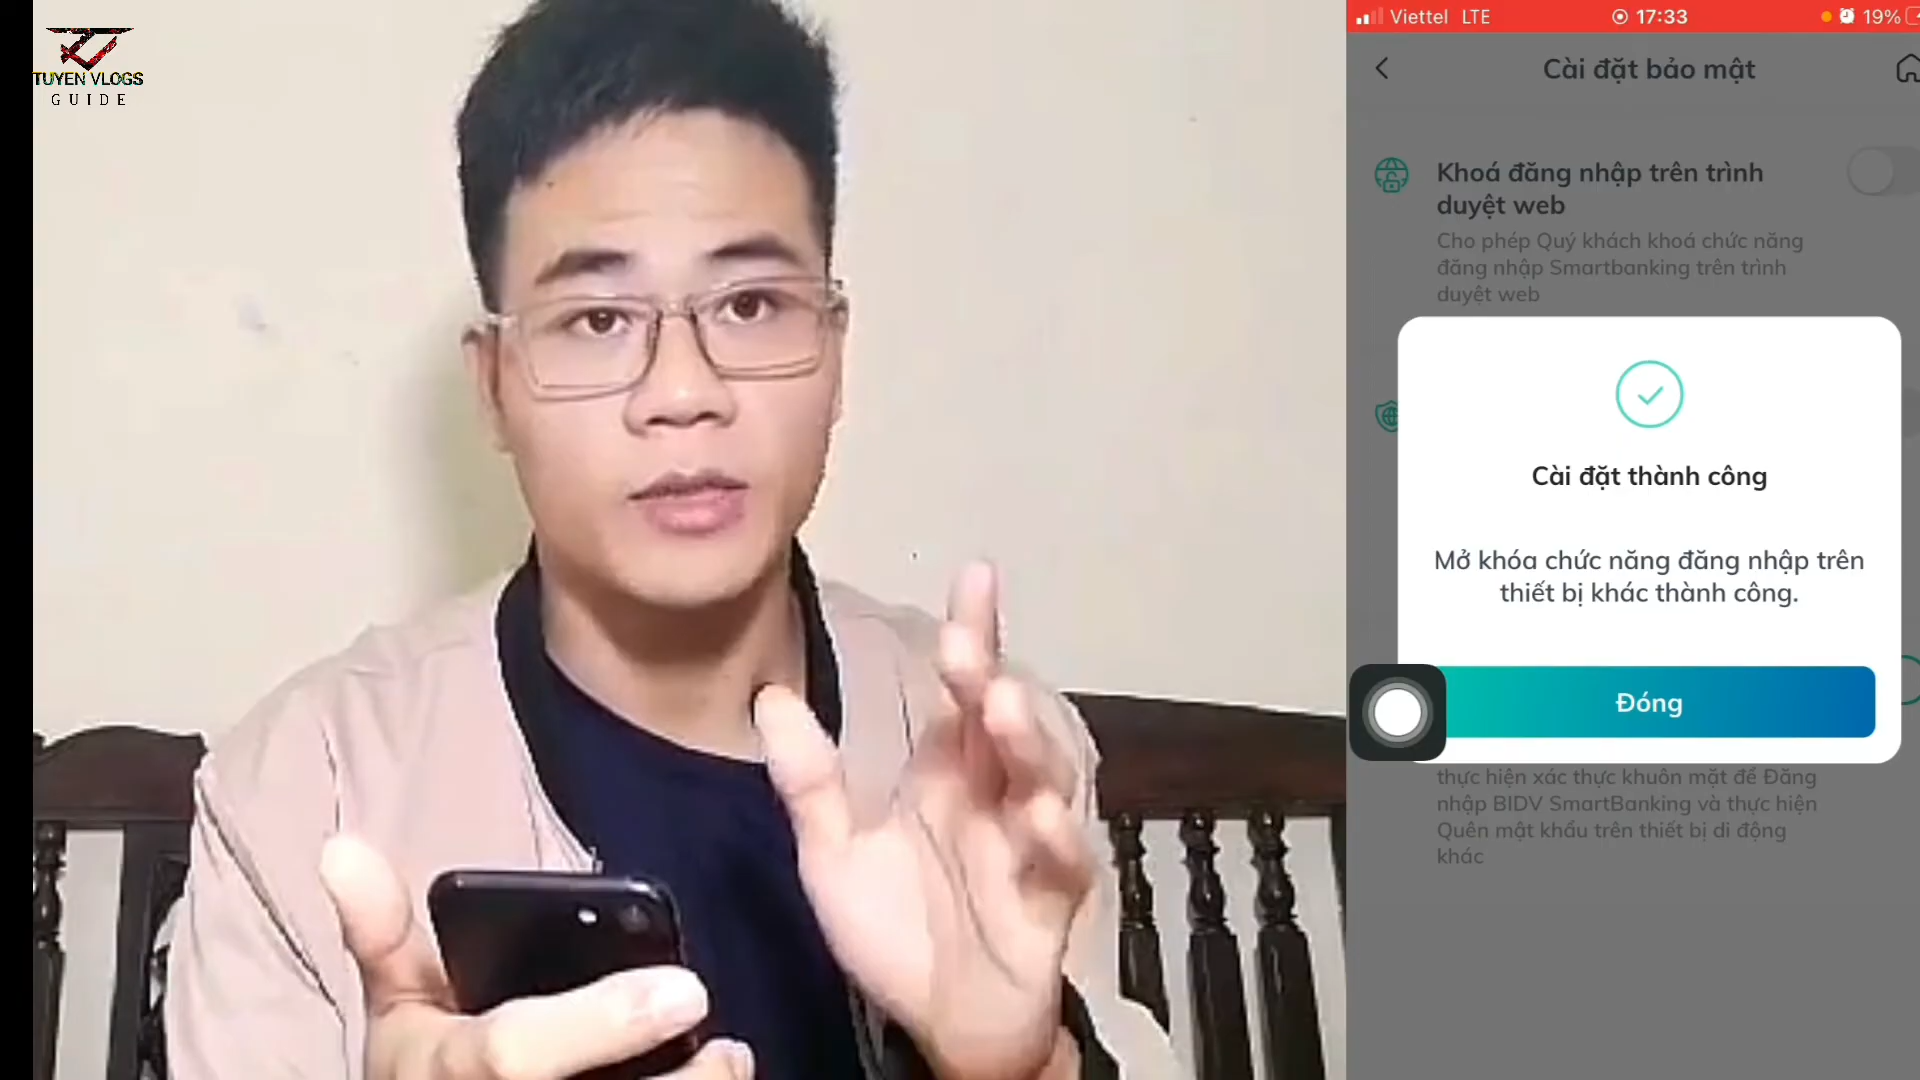 TUYEN VLOGS
GUIDE
Viettel LTE 17:33 19%
Cài đặt bảo mật
Khoá đăng nhập trên trình
duyệt web
Cho phép Quý khách khoá chức năng
đăng nhập Smartbanking trên trình
duyệt web
Cài đặt thành công
Mở khóa chức năng đăng nhập trên
thiết bị khác thành công.
Đóng
thực hiện xác thực khuôn mặt để Đăng
nhập BIDV SmartBanking và thực hiện
Quên mật khẩu trên thiết bị di động
khác